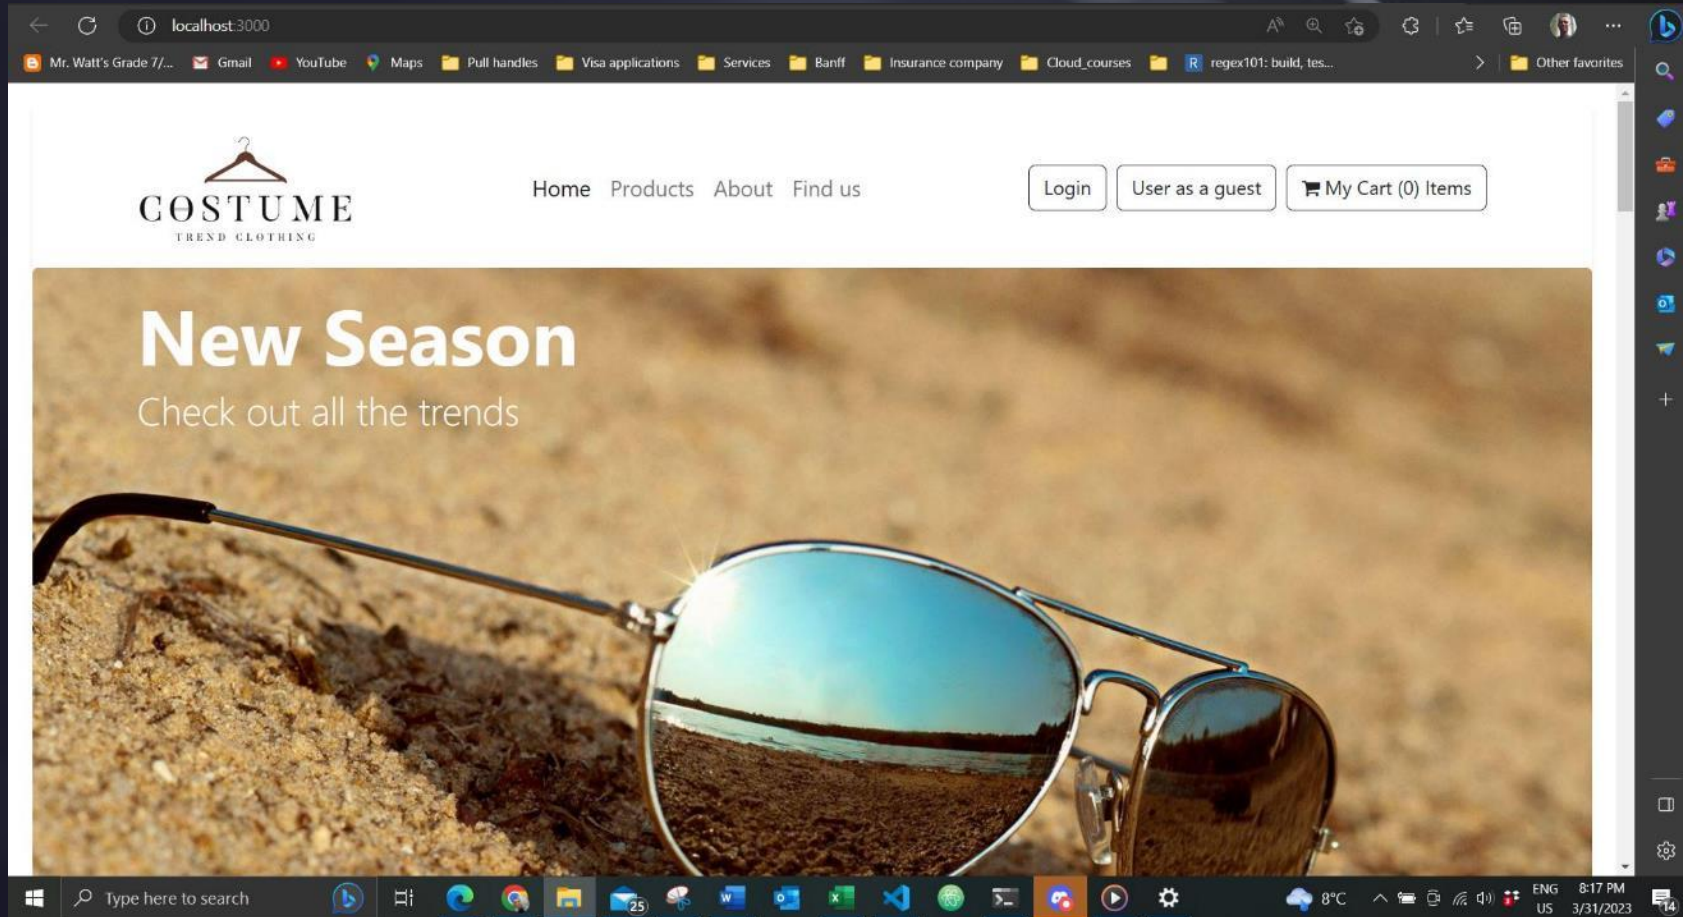 localhost:3000
Mr. Watt's Grade 7/... Gmail YouTube Maps Pull handles Visa applications Services Banff Insurance company Cloud_courses R regex101: build, tes... Other favorites
COSTUME
TREND CLOTHING
Home Products About Find us
Login User as a guest My Cart (0) Items
New Season
Check out all the trends
Type here to search
25
8°C
ENG
US
8:17 PM
3/31/2023
14